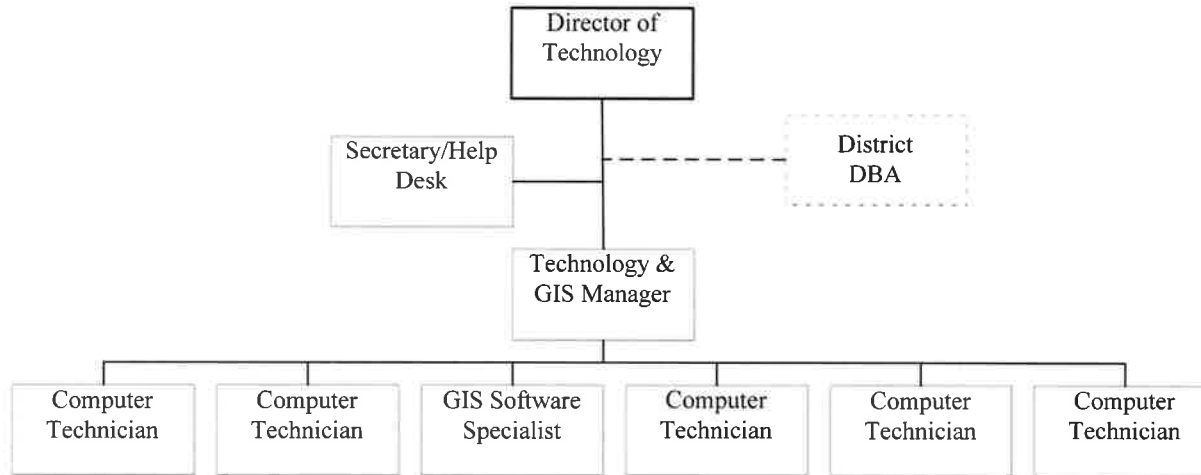 Director of
Technology
Secretary/Help
Desk
District
DBA
Technology &
GIS Manager
Computer
Technician
Computer
Technician
GIS Software
Specialist
Computer
Technician
Computer
Technician
Computer
Technician